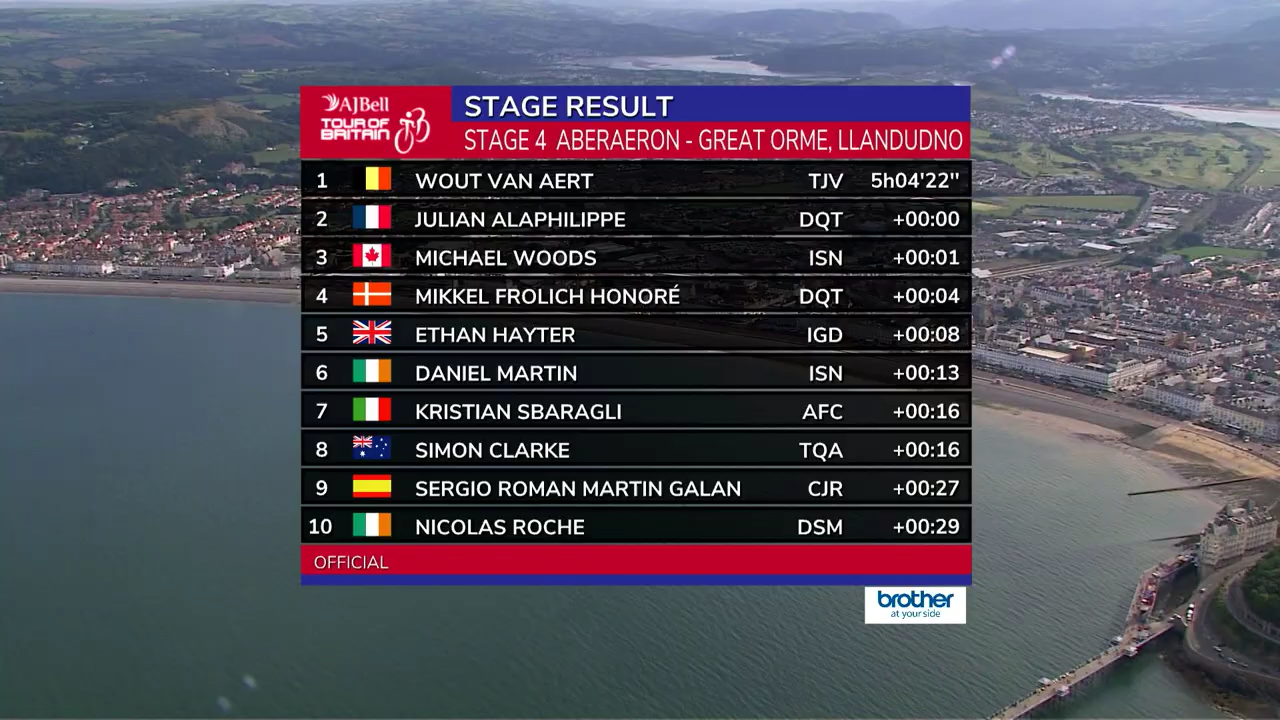 AJBell
TOUR OF
BRITAIN
STAGE RESULT
STAGE 4 ABERAERON - GREAT ORME, LLANDUDNO
1 WOUT VAN AERT TJV 5h04'22''
2 JULIAN ALAPHILIPPE DQT +00:00
3 MICHAEL WOODS ISN +00:01
4 MIKKEL FROLICH HONORÉ DQT +00:04
5 ETHAN HAYTER IGD +00:08
6 DANIEL MARTIN ISN +00:13
7 KRISTIAN SBARAGLI AFC +00:16
8 SIMON CLARKE TQA +00:16
9 SERGIO ROMAN MARTIN GALAN CJR +00:27
10 NICOLAS ROCHE DSM +00:29
OFFICIAL
brother
at your side